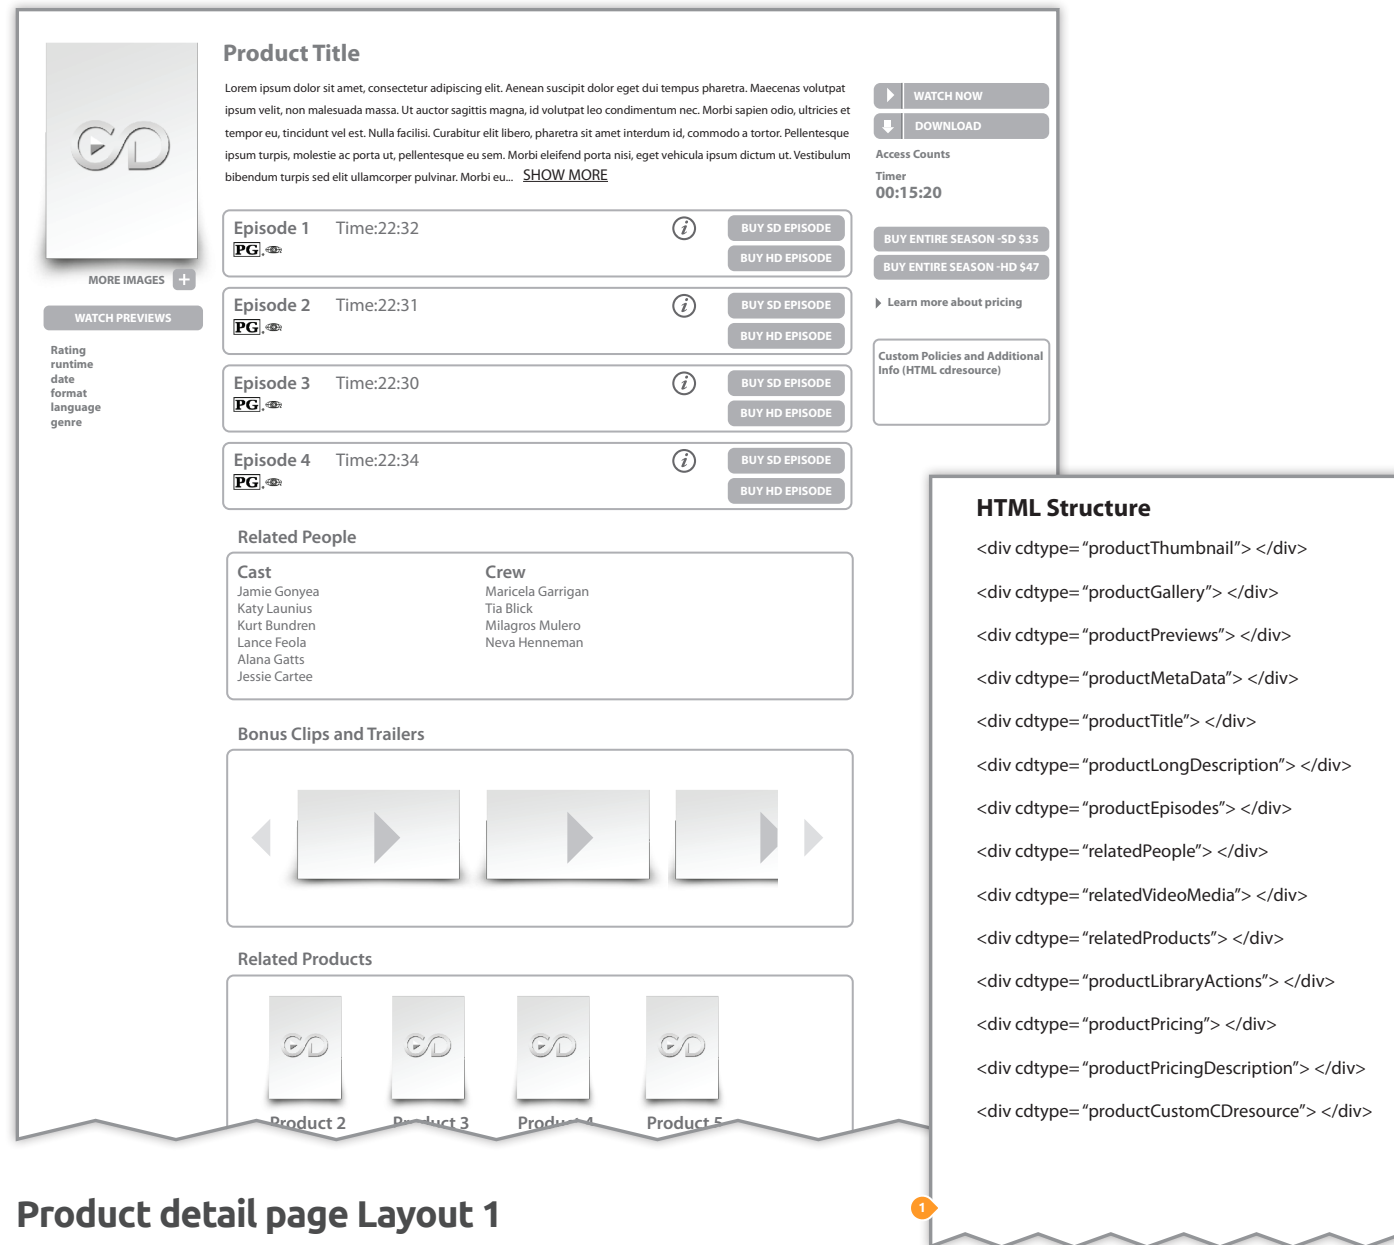 MORE IMAGES
WATCH PREVIEWS
Rating
runtime
date
format
language
genre
Product Title
Lorem ipsum dolor sit amet, consectetur adipiscing elit. Aenean suscipit dolor eget dui tempus pharetra. Maecenas volutpat
ipsum velit, non malesuada massa. Ut auctor sagittis magna, id volutpat leo condimentum nec. Morbi sapien odio, ultricies et
tempor eu, tincidunt vel est. Nulla facilisi. Curabitur elit libero, pharetra sit amet interdum id, commodo a tortor. Pellentesque
ipsum turpis, molestie ac porta ut, pellentesque eu sem. Morbi eleifend porta nisi, eget vehicula ipsum dictum ut. Vestibulum
bibendum turpis sed elit ullamcorper pulvinar. Morbi eu... SHOW MORE
Episode 1 Time:22:32 i BUY SD EPISODE
PG. BUY HD EPISODE
Episode 2 Time:22:31 i BUY SD EPISODE
PG. BUY HD EPISODE
Episode 3 Time:22:30 i BUY SD EPISODE
PG. BUY HD EPISODE
Episode 4 Time:22:34 i BUY SD EPISODE
PG. BUY HD EPISODE
WATCH NOW
DOWNLOAD
Access Counts
Timer
00:15:20
BUY ENTIRE SEASON -SD $35
BUY ENTIRE SEASON -HD $47
Learn more about pricing
Custom Policies and Additional
Info (HTML cdresource)
Related People
Cast
Jamie Gonyea
Katy Launius
Kurt Bundren
Lance Feola
Alana Gatts
Jessie Cartee
Crew
Maricela Garrigan
Tia Blick
Milagros Mulero
Neva Henneman
Bonus Clips and Trailers
Related Products
Product 2 Product 3 Product 4 Product 5
HTML Structure
<div cdtype= “productThumbnail”> </div>
<div cdtype= “productGallery”> </div>
<div cdtype= “productPreviews”> </div>
<div cdtype= “productMetaData”> </div>
<div cdtype= “productTitle”> </div>
<div cdtype= “productLongDescription”> </div>
<div cdtype= “productEpisodes”> </div>
<div cdtype= “relatedPeople”> </div>
<div cdtype= “relatedVideoMedia”> </div>
<div cdtype= “relatedProducts”> </div>
<div cdtype= “productLibraryActions”> </div>
<div cdtype= “productPricing”> </div>
<div cdtype= “productPricingDescription”> </div>
<div cdtype= “productCustomCDresource”> </div>
1
Product detail page Layout 1